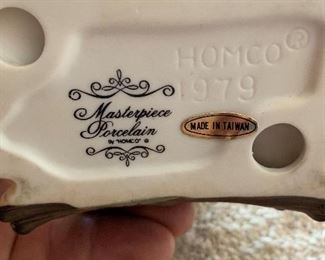 HOMCO®
1979
Masterpiece
Porcelain
By "HOMCO" ®
MADE IN TAIWAN